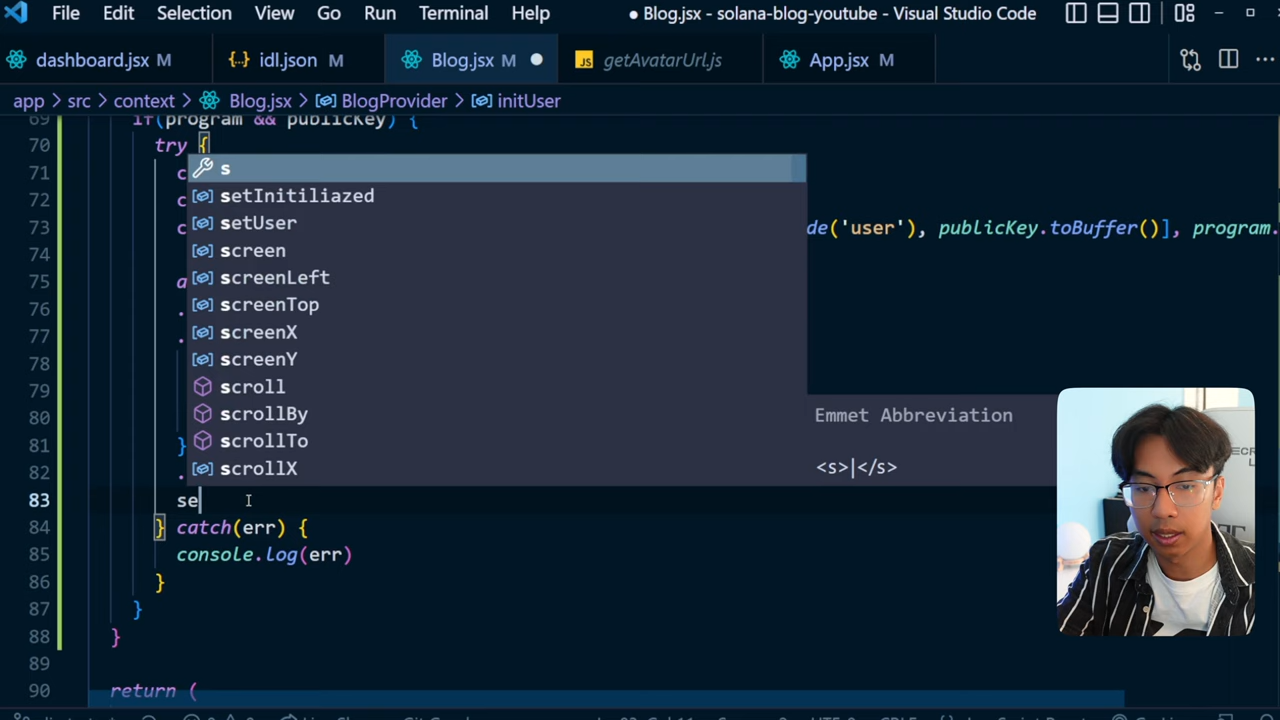 File Edit Selection View Go Run Terminal Help
● Blog.jsx - solana-blog-youtube - Visual Studio Code
dashboard.jsx M
idl.json M
Blog.jsx M
getAvatarUrl.js
App.jsx M
app > src > context > Blog.jsx > BlogProvider > initUser
69 if(program && publicKey) {
70 try {
71 c
72 c
73 c de('user'), publicKey.toBuffer()], program.
74
75 a
76 .
77 .
78
79
80
81 }
82 .
83 se
84 } catch(err) {
85 console.log(err)
86 }
87 }
88 }
89
90 return (
s
setInitiliazed
setUser
screen
screenLeft
screenTop
screenX
screenY
scroll
scrollBy
scrollTo
scrollX
Emmet Abbreviation
<s>|</s>